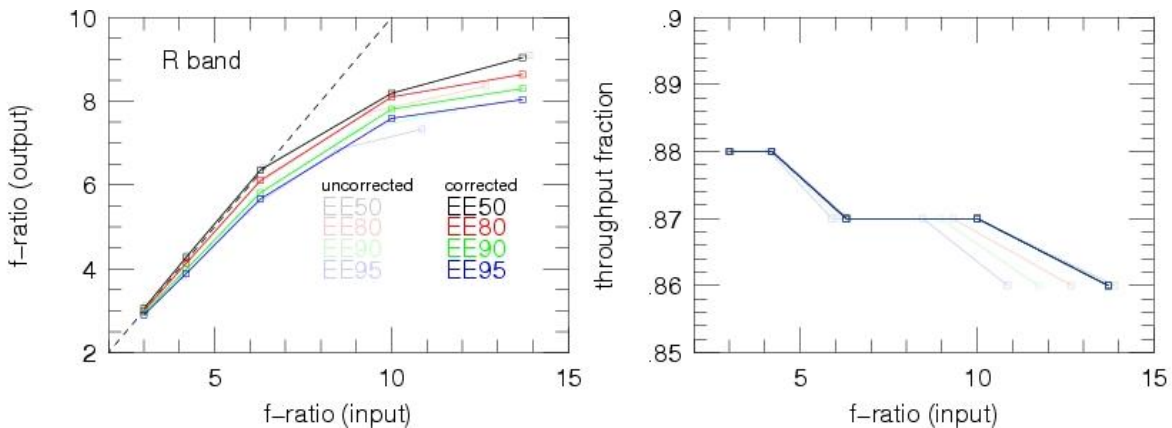 10
8
6
4
2
f-ratio (output)
R band
uncorrected
EE50
EE80
EE90
EE95
corrected
EE50
EE80
EE90
EE95
5
10
15
f-ratio (input)
.9
.89
.88
.87
.86
.85
throughput fraction
5
10
15
f-ratio (input)